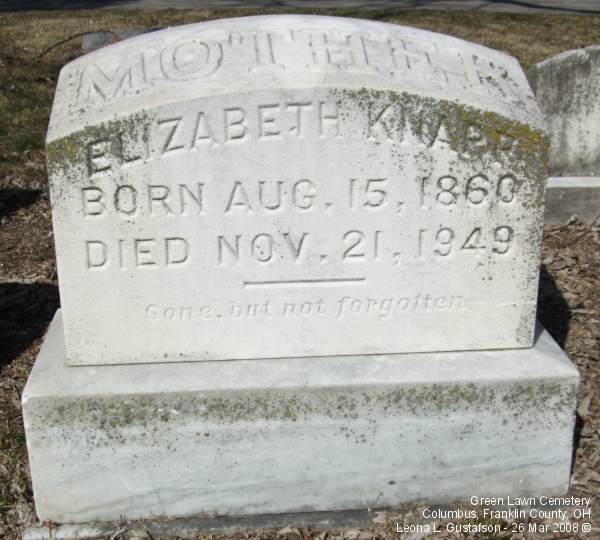 MOTHER
ELIZABETH KNAPP
BORN AUG. 15, 1860
DIED NOV. 21, 1949
Gone, but not forgotten
Green Lawn Cemetery
Columbus, Franklin County, OH
Leona L. Gustafson - 26 Mar 2008 ©